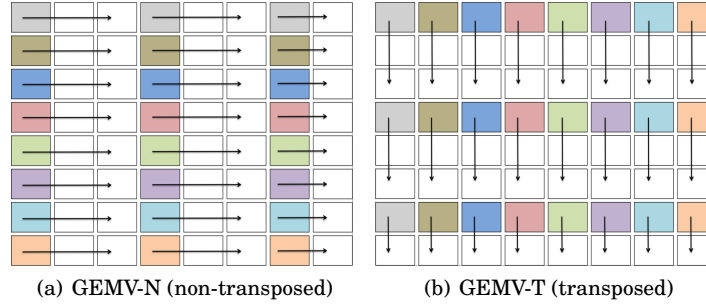 (a) GEMV-N (non-transposed)
(b) GEMV-T (transposed)